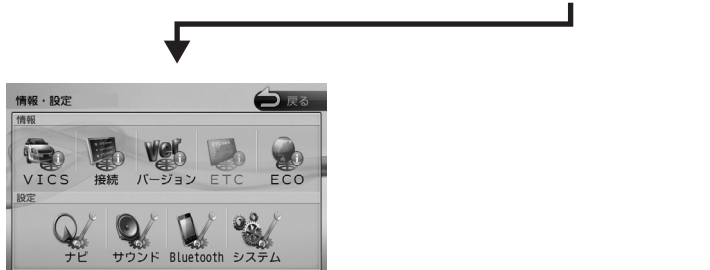 情報・設定 戻る
情報
Ver
VICS 接続 バージョン ETC ECO
設定
ナビ サウンド Bluetooth システム